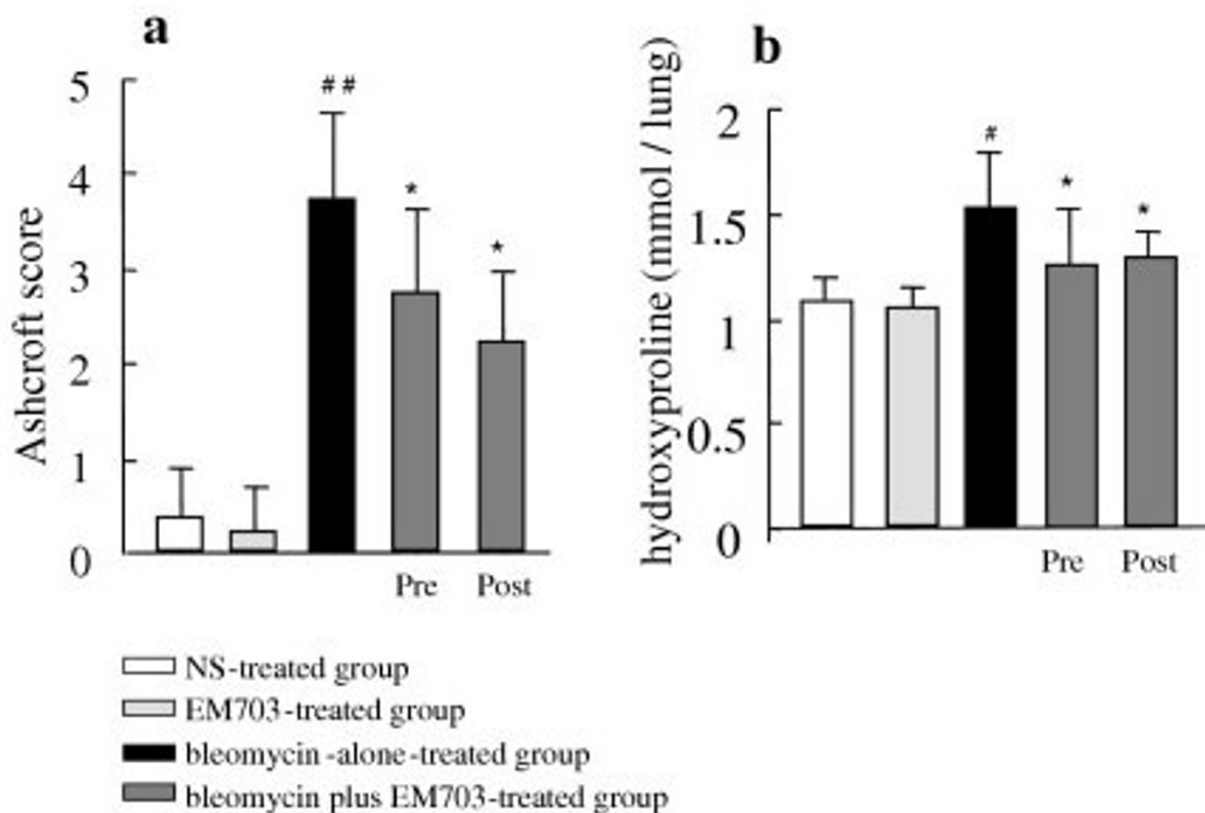 a
Ashcroft score
5
4
3
2
1
0
##
*
*
Pre Post
b
hydroxyproline (mmol / lung)
2
1.5
1
0.5
0
#
*
*
Pre Post
NS-treated group
EM703-treated group
bleomycin-alone-treated group
bleomycin plus EM703-treated group